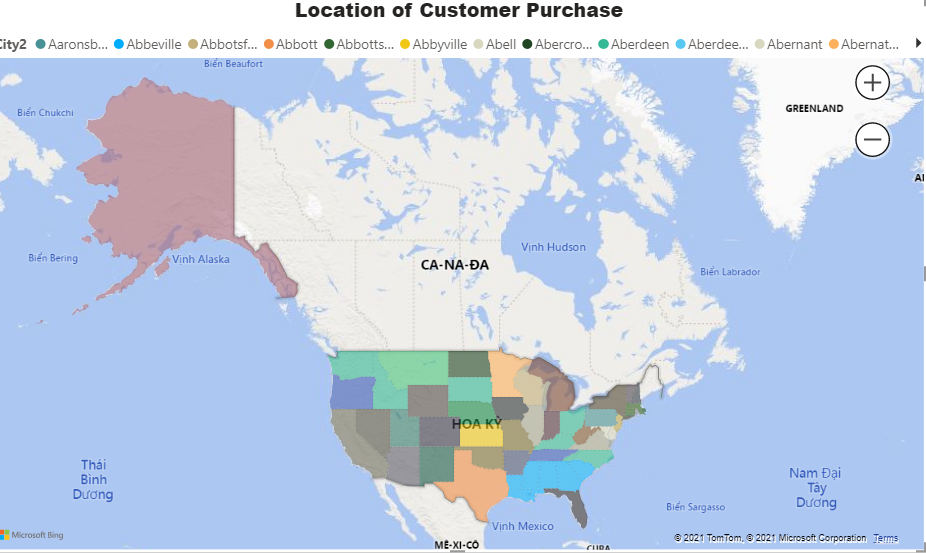 Location of Customer Purchase
City2 Aaronsb... Abbeville Abbotsf... Abbott Abbotts... Abbyville Abell Abercro... Aberdeen Aberdee... Abernant Abernat...
Biển Beaufort
Biển Chukchi
GREENLAND
Biển Bering
Vịnh Alaska
Vịnh Hudson
CA-NA-ĐA
Biển Labrador
HOA KỲ
Thái
Bình
Dương
Nam Đại
Tây
Dương
Biển Sargasso
Vịnh Mexico
Microsoft Bing
© 2021 TomTom, © 2021 Microsoft Corporation Terms
MÊ-XI-CÔ
CUBA